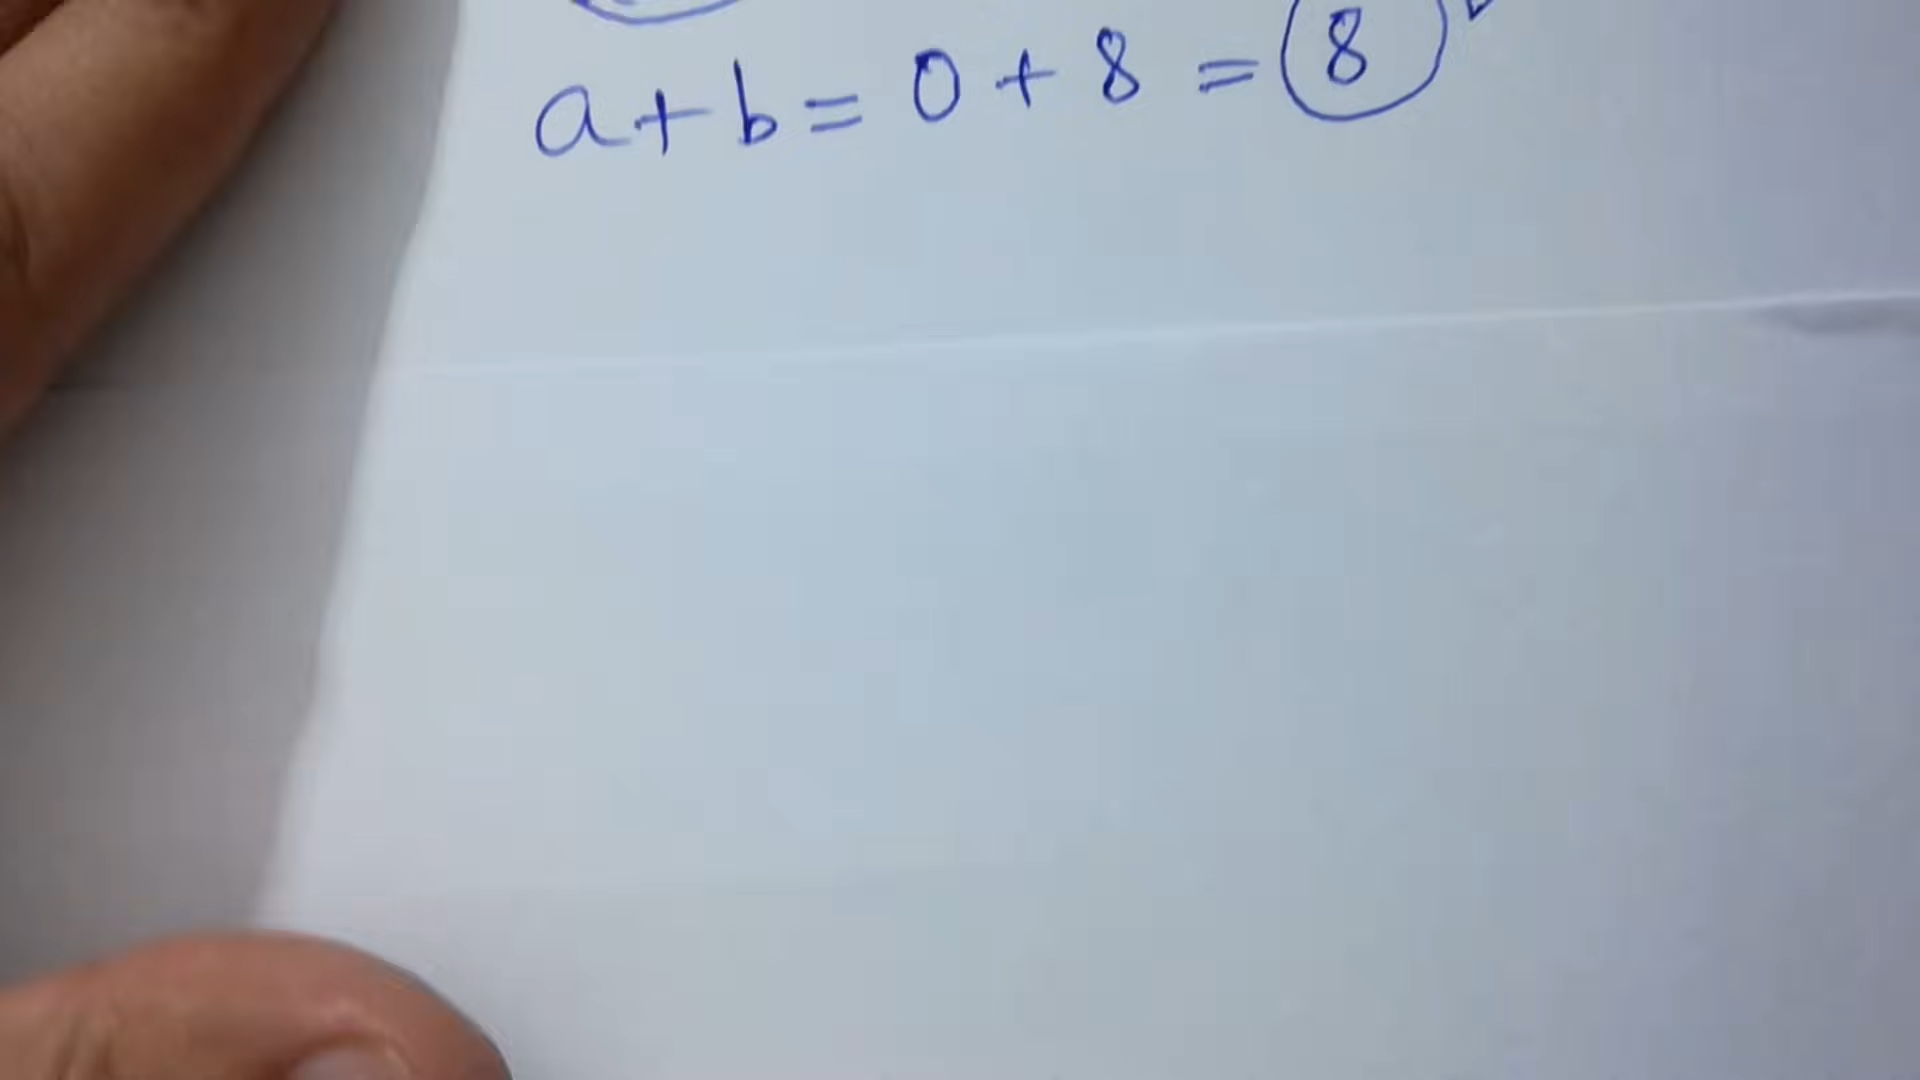 a+b= 0 + 8 = 8